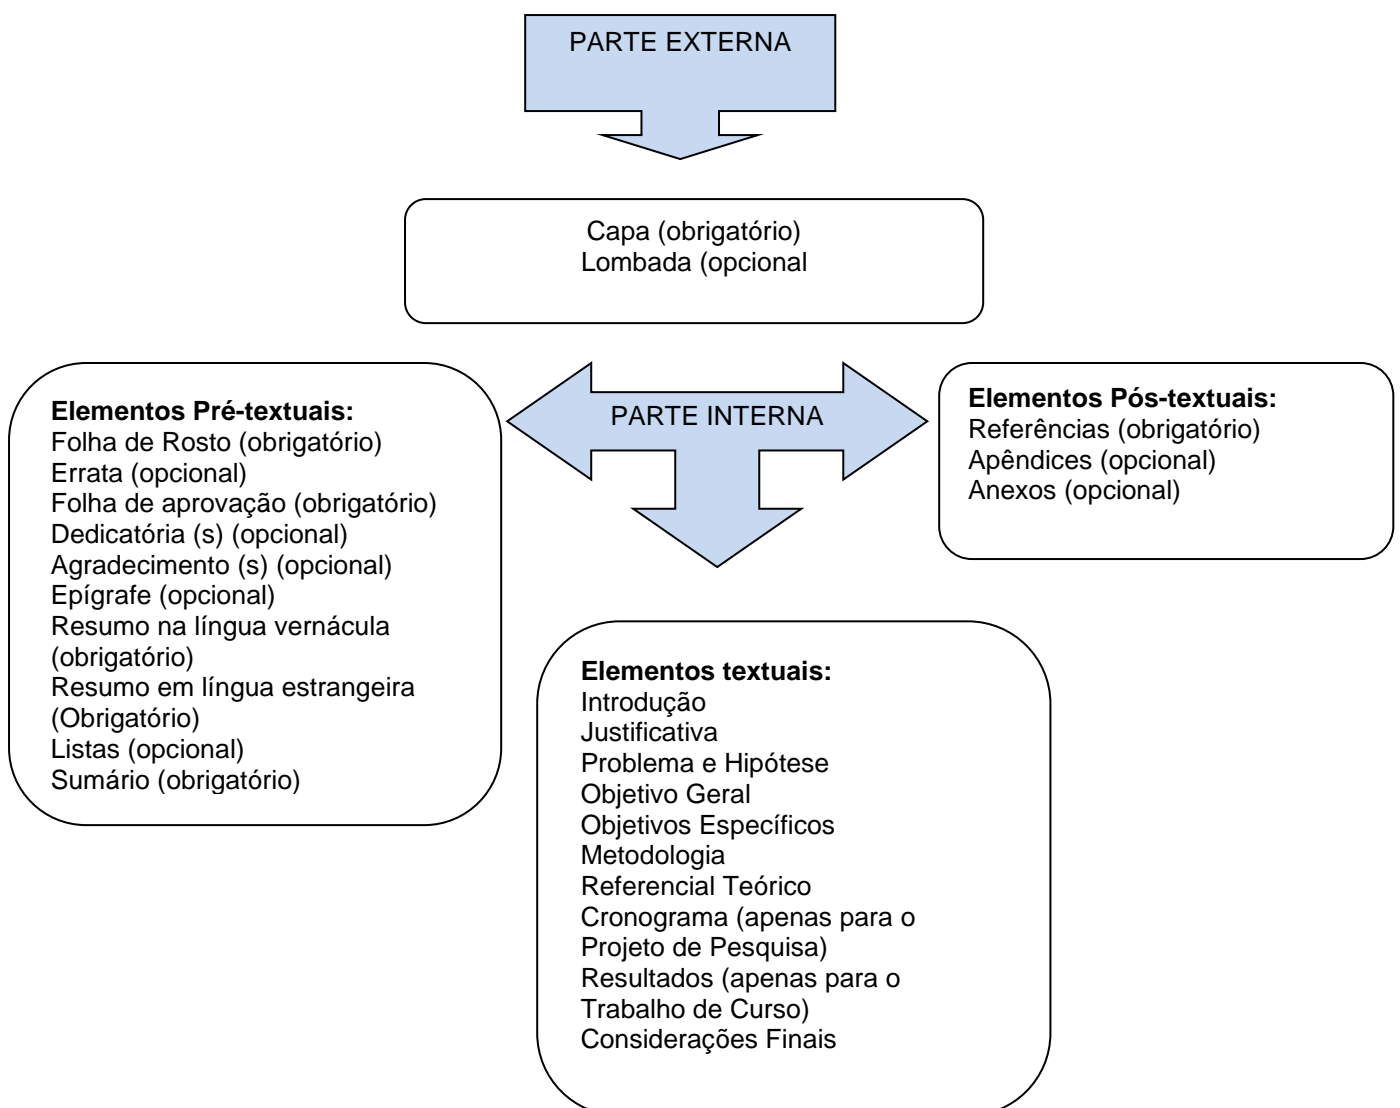 PARTE EXTERNA
Capa (obrigatório)
Lombada (opcional
PARTE INTERNA
Elementos Pré-textuais:
Folha de Rosto (obrigatório)
Errata (opcional)
Folha de aprovação (obrigatório)
Dedicatória (s) (opcional)
Agradecimento (s) (opcional)
Epígrafe (opcional)
Resumo na língua vernácula
(obrigatório)
Resumo em língua estrangeira
(Obrigatório)
Listas (opcional)
Sumário (obrigatório)
Elementos Pós-textuais:
Referências (obrigatório)
Apêndices (opcional)
Anexos (opcional)
Elementos textuais:
Introdução
Justificativa
Problema e Hipótese
Objetivo Geral
Objetivos Específicos
Metodologia
Referencial Teórico
Cronograma (apenas para o
Projeto de Pesquisa)
Resultados (apenas para o
Trabalho de Curso)
Considerações Finais